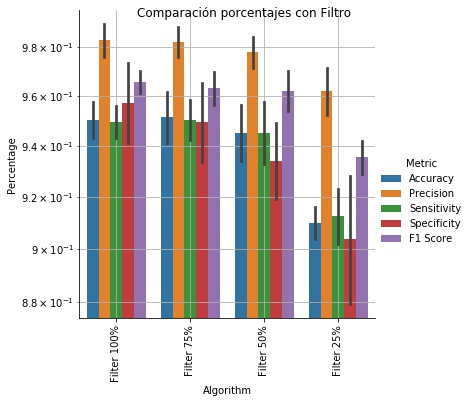 Comparación porcentajes con Filtro
9.8 × 10⁻¹
9.6 × 10⁻¹
9.4 × 10⁻¹
9.2 × 10⁻¹
9 × 10⁻¹
8.8 × 10⁻¹
Percentage
Filter 100%
Filter 75%
Filter 50%
Filter 25%
Algorithm
Metric
Accuracy
Precision
Sensitivity
Specificity
F1 Score